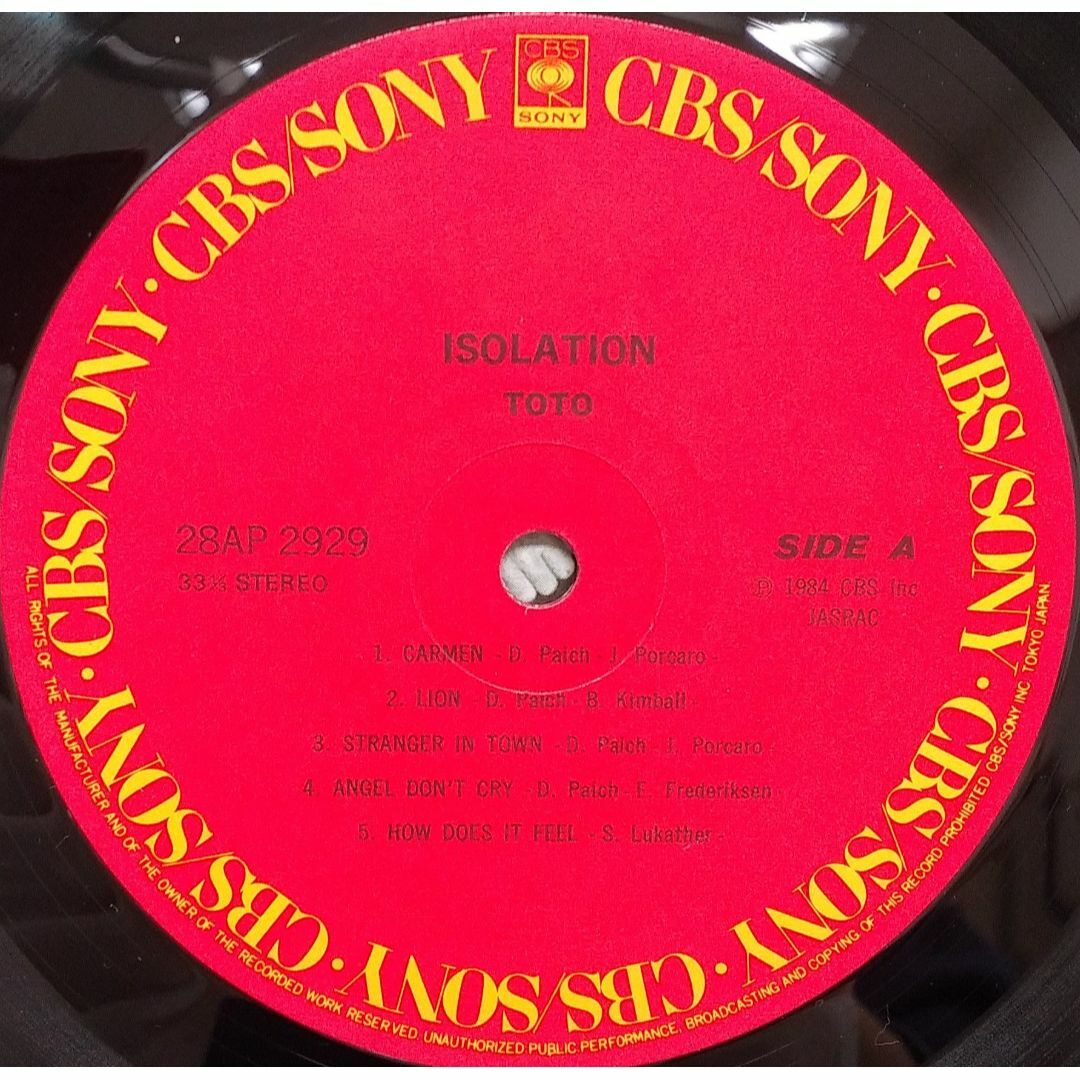 CBS
SONY
CBS/SONY · CBS/SONY · CBS/SONY · CBS/SONY · CBS/SONY · CBS/SONY · CBS/SONY · CBS/SONY
ISOLATION
TOTO
28AP 2929
33⅓ STEREO
SIDE A
Ⓟ 1984 CBS Inc
JASRAC
1. CARMEN - D. Paich - J. Porcaro -
2. LION - D. Paich - B. Kimball -
3. STRANGER IN TOWN - D. Paich - J. Porcaro -
4. ANGEL DON'T CRY - D. Paich - F. Frederiksen -
5. HOW DOES IT FEEL - S. Lukather -
ALL RIGHTS OF THE MANUFACTURER AND OF THE OWNER OF THE RECORDED WORK RESERVED. UNAUTHORIZED PUBLIC PERFORMANCE, BROADCASTING AND COPYING OF THIS RECORD PROHIBITED CBS/SONY INC TOKYO JAPAN